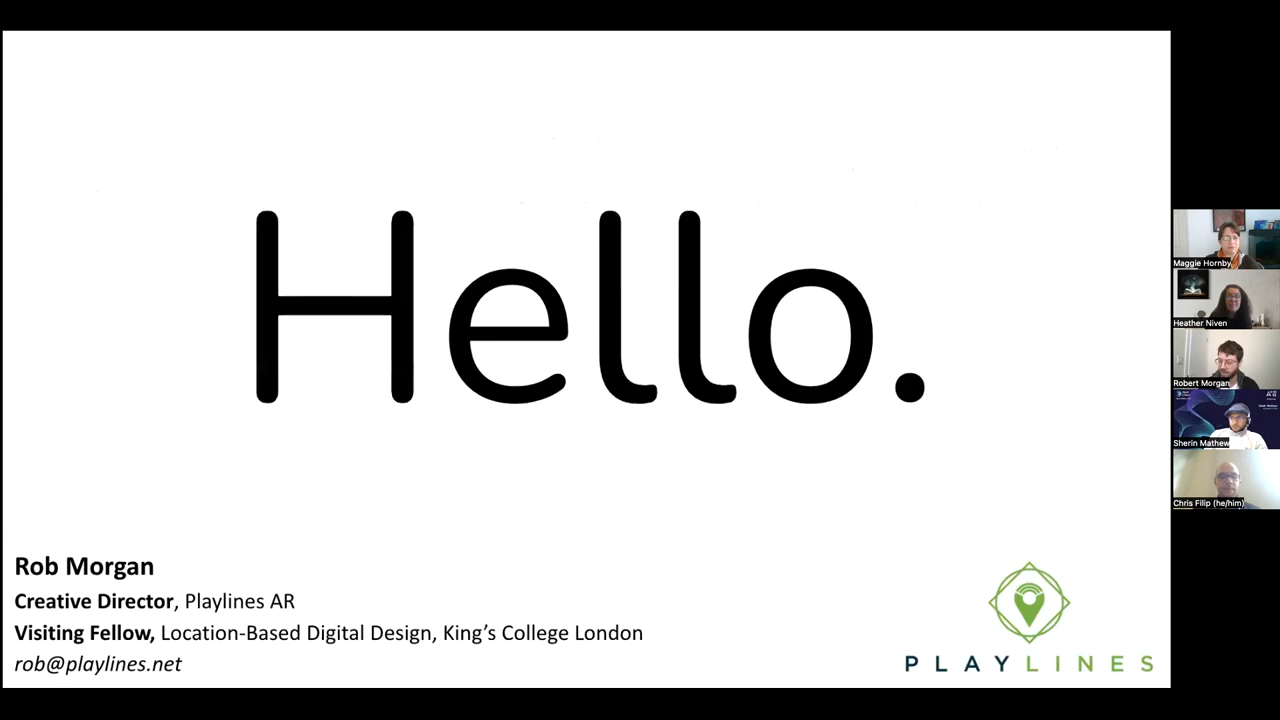 Hello.
Rob Morgan
Creative Director, Playlines AR
Visiting Fellow, Location-Based Digital Design, King's College London
rob@playlines.net
PLAYLINES
Maggie Hornby
Heather Niven
Robert Morgan
Sherin Mathew
Chris Filip (he/him)